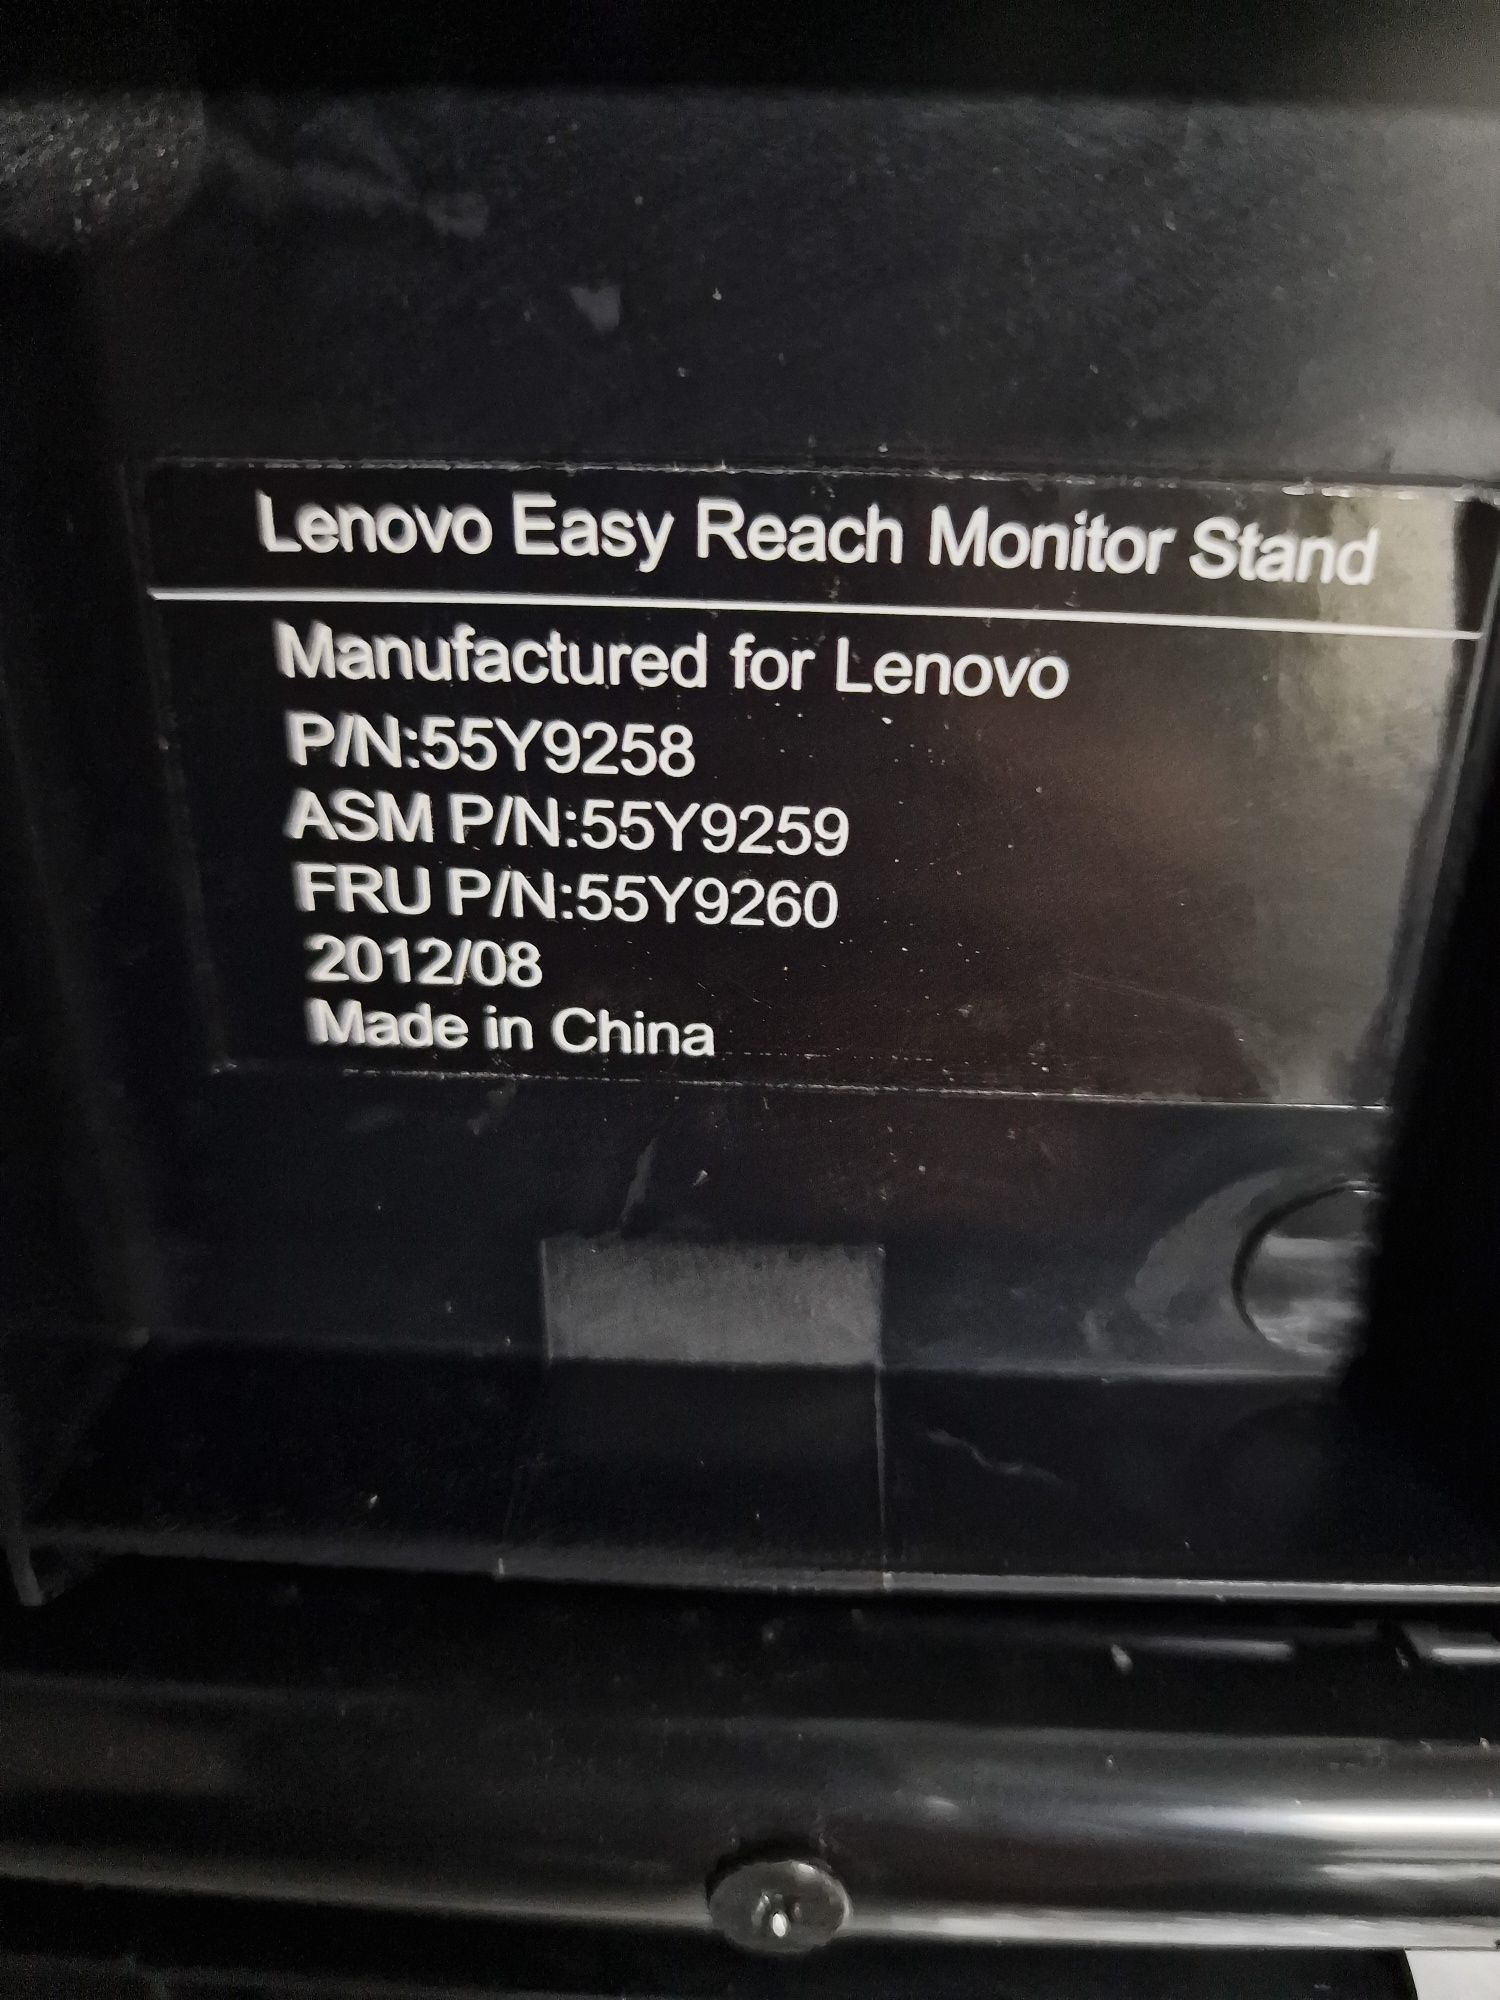 Lenovo Easy Reach Monitor Stand
Manufactured for Lenovo
P/N:55Y9258
ASM P/N:55Y9259
FRU P/N:55Y9260
2012/08
Made in China